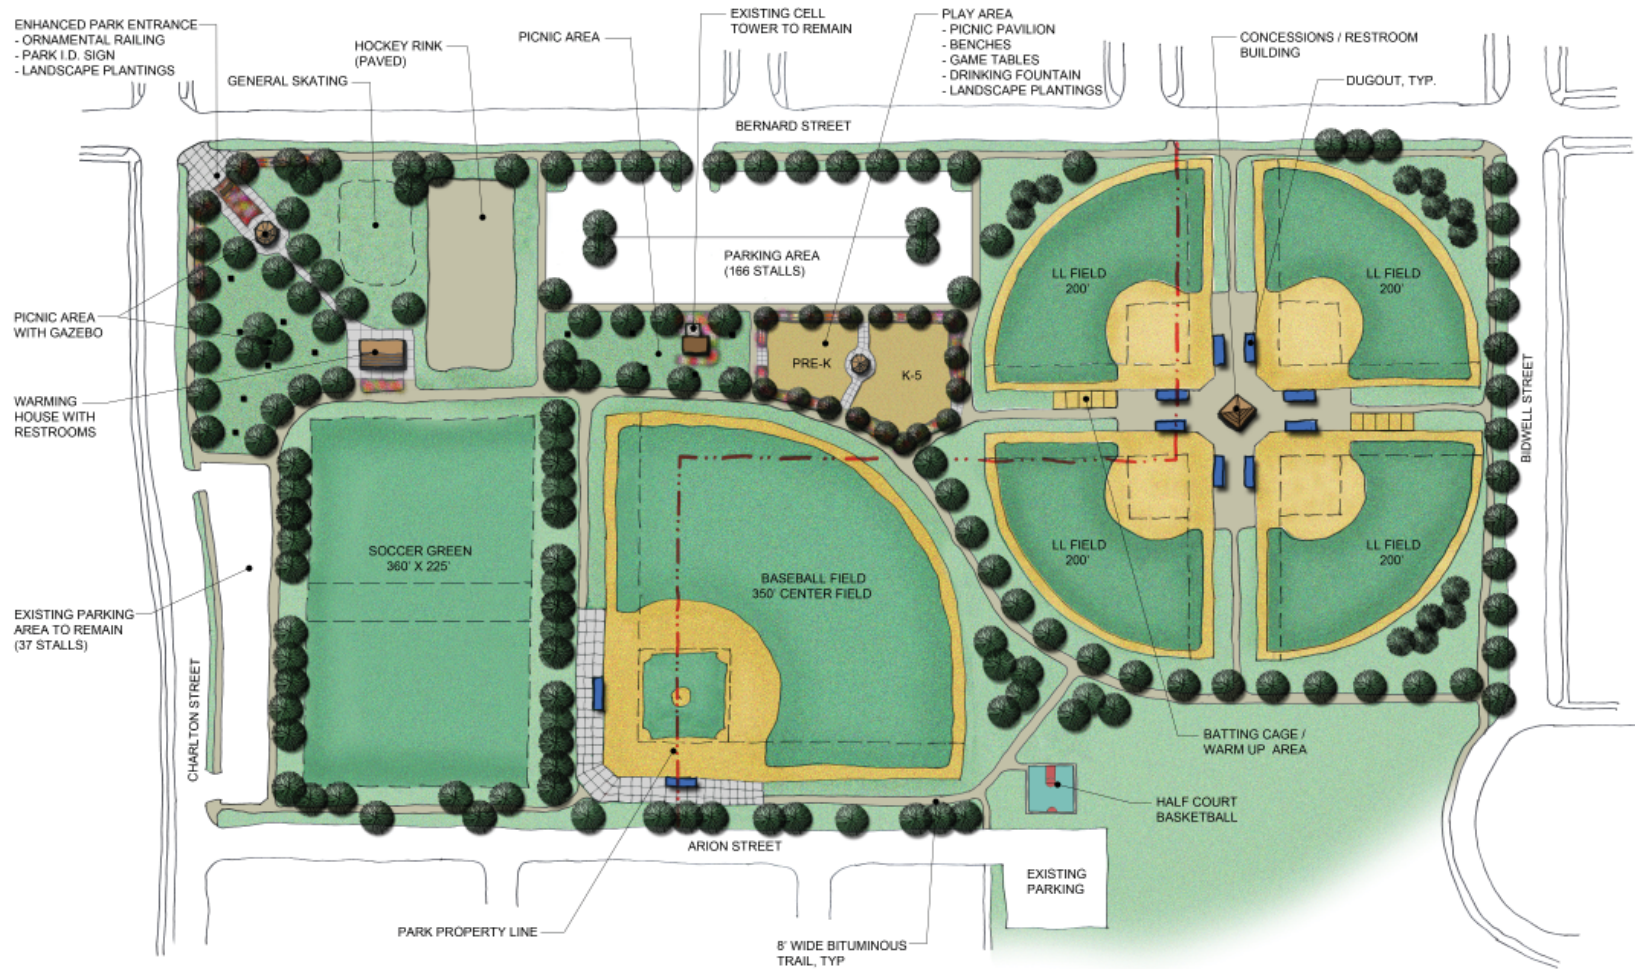 ENHANCED PARK ENTRANCE
- ORNAMENTAL RAILING
- PARK I.D. SIGN
- LANDSCAPE PLANTINGS
HOCKEY RINK
(PAVED)
GENERAL SKATING
PICNIC AREA
EXISTING CELL
TOWER TO REMAIN
PLAY AREA
- PICNIC PAVILION
- BENCHES
- GAME TABLES
- DRINKING FOUNTAIN
- LANDSCAPE PLANTINGS
CONCESSIONS / RESTROOM
BUILDING
DUGOUT, TYP.
BERNARD STREET
PARKING AREA
(166 STALLS)
LL FIELD
200'
LL FIELD
200'
PICNIC AREA
WITH GAZEBO
PRE-K
K-5
WARMING
HOUSE WITH
RESTROOMS
BIDWELL STREET
SOCCER GREEN
360' X 225'
BASEBALL FIELD
350' CENTER FIELD
LL FIELD
200'
LL FIELD
200'
EXISTING PARKING
AREA TO REMAIN
(37 STALLS)
CHARLTON STREET
BATTING CAGE /
WARM UP AREA
HALF COURT
BASKETBALL
ARION STREET
EXISTING
PARKING
PARK PROPERTY LINE
8' WIDE BITUMINOUS
TRAIL, TYP